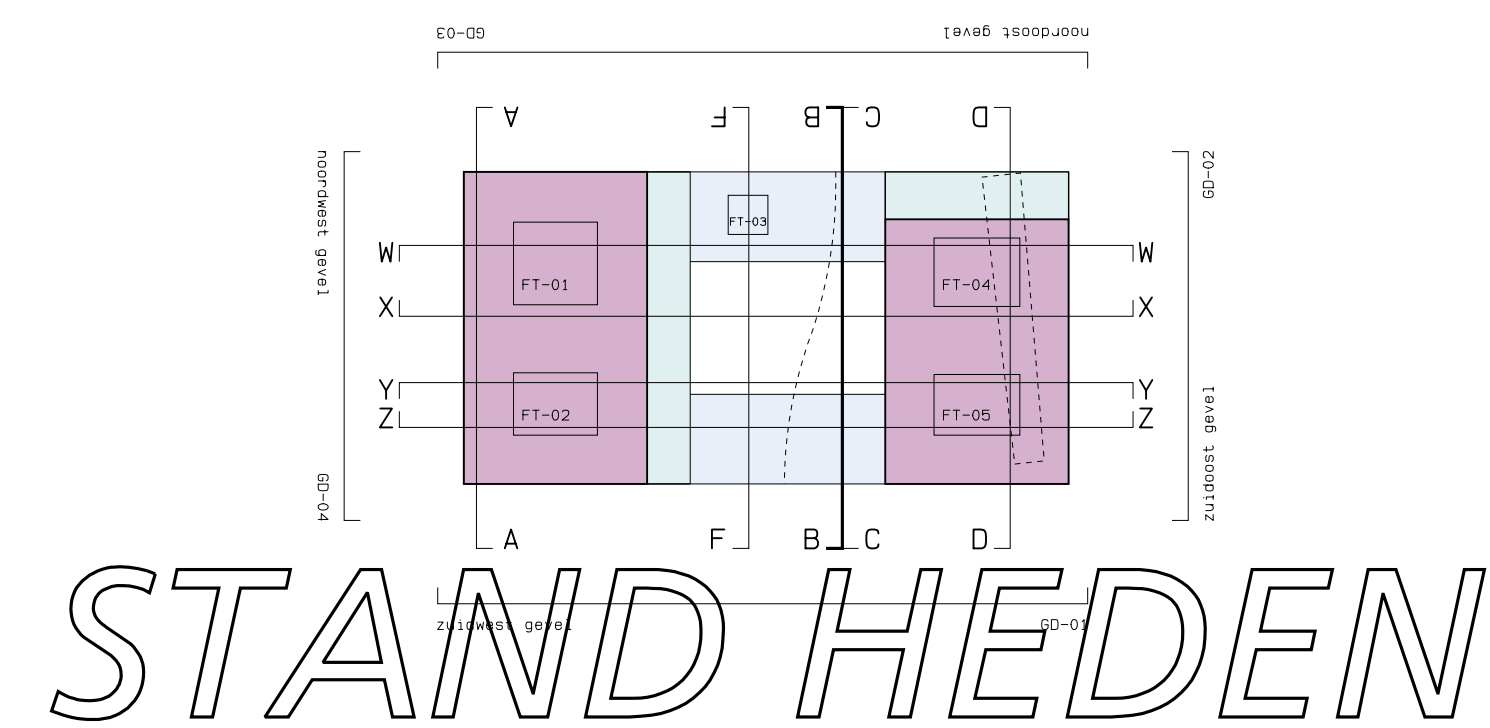 GD-03 noordoost gevel
A F B C D
noordwest gevel GD-02
FT-03
W W
FT-01 FT-04
X X
Y Y
FT-02 FT-05
Z Z
GD-04 zuidoost gevel
A F B C D
zuidwest gevel GD-01
STAND HEDEN